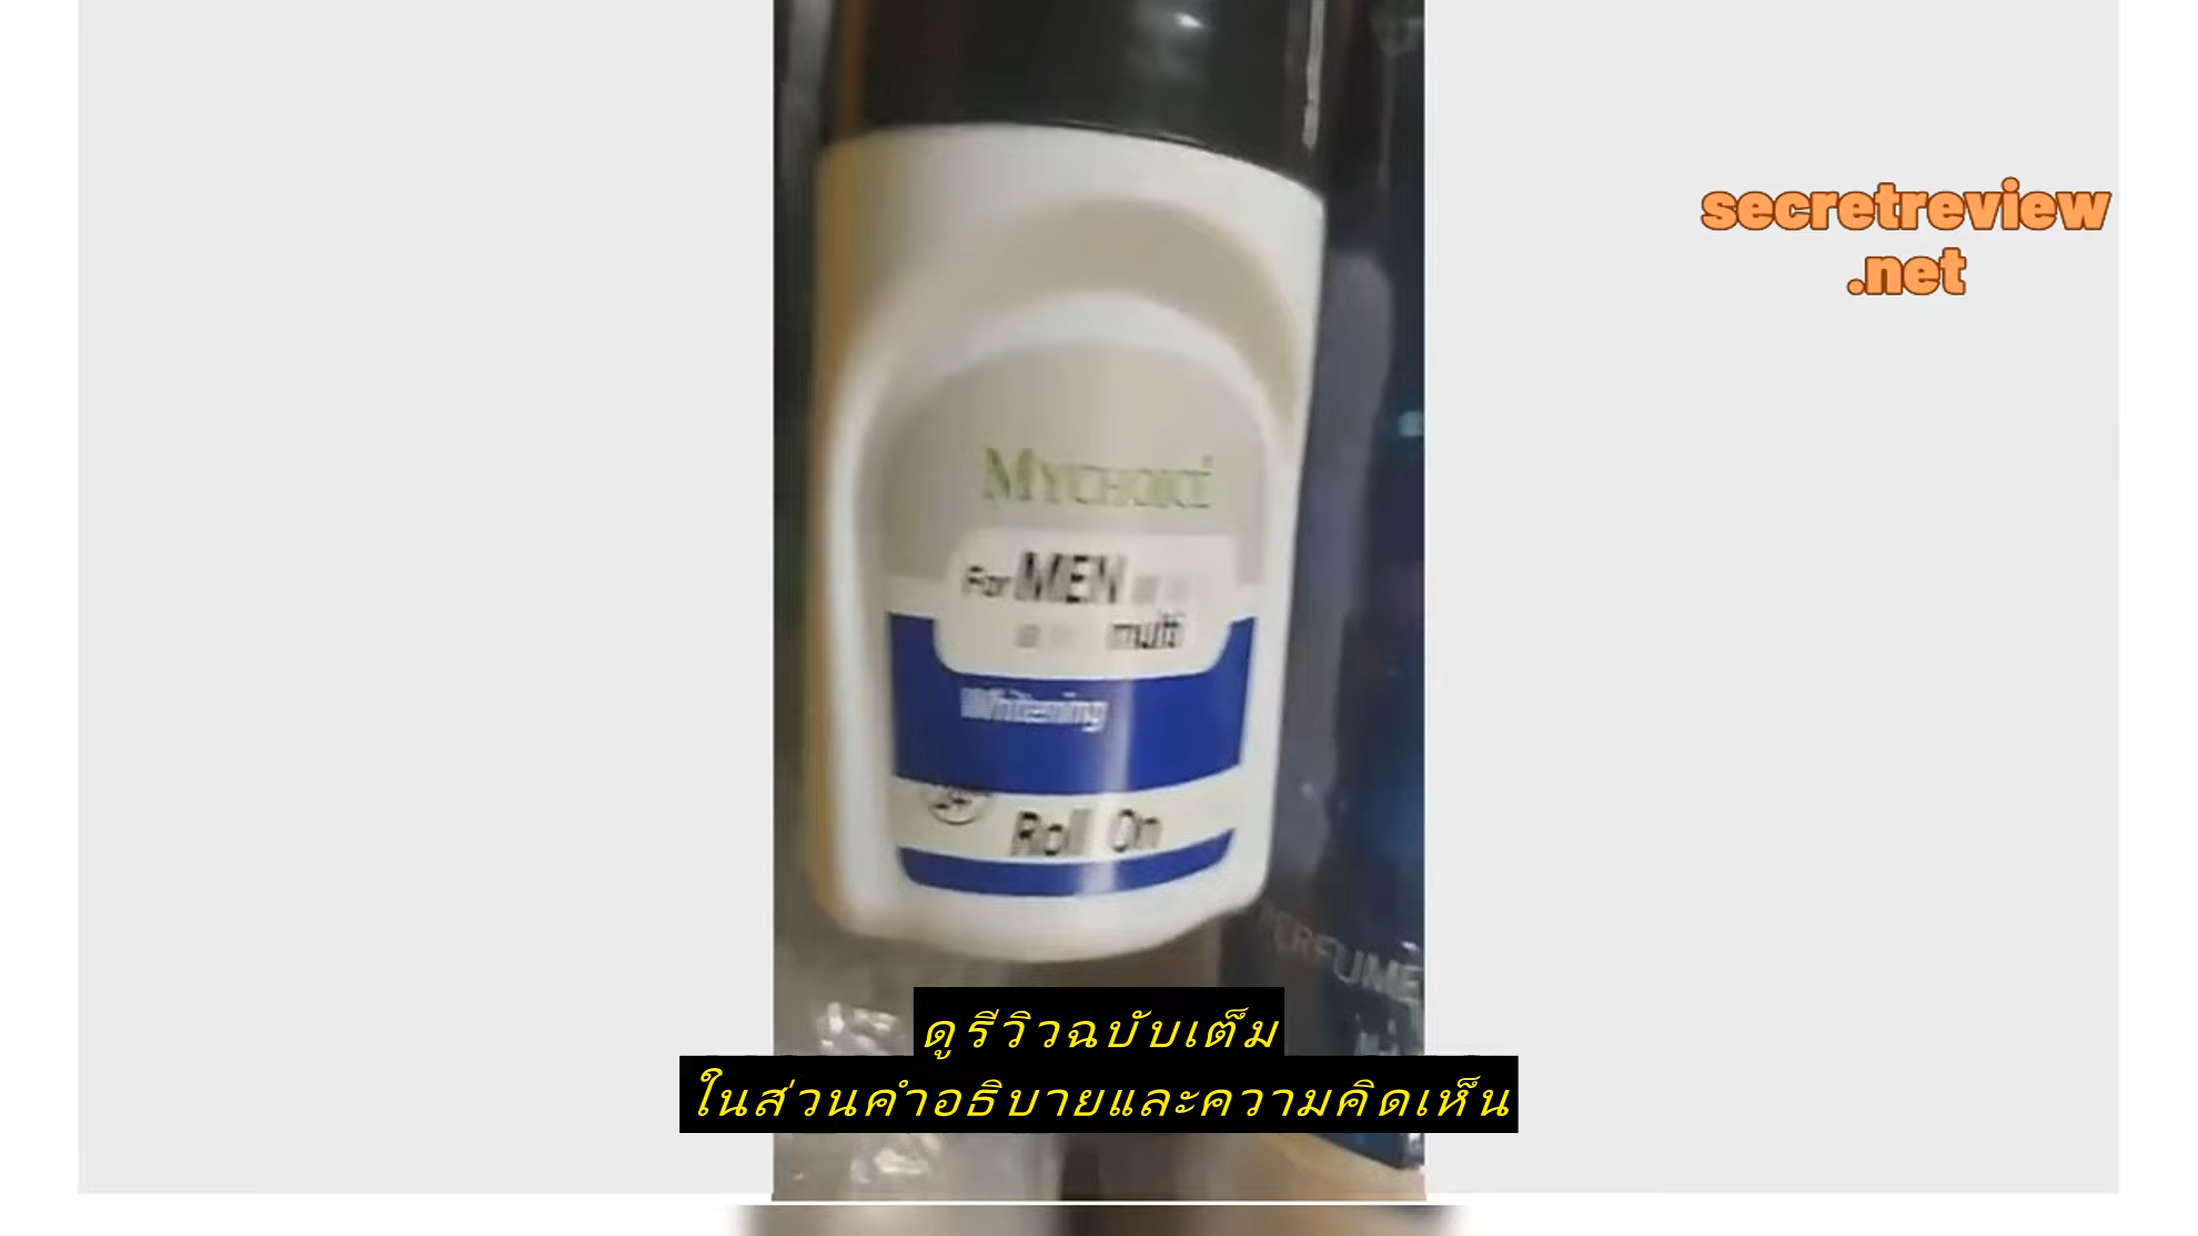 secretreview
.net
MYCHOICE
For MEN
multi
Whitening
Roll On
PERFUME
ดูรีวิวฉบับเต็ม
ในส่วนคำอธิบายและความคิดเห็น